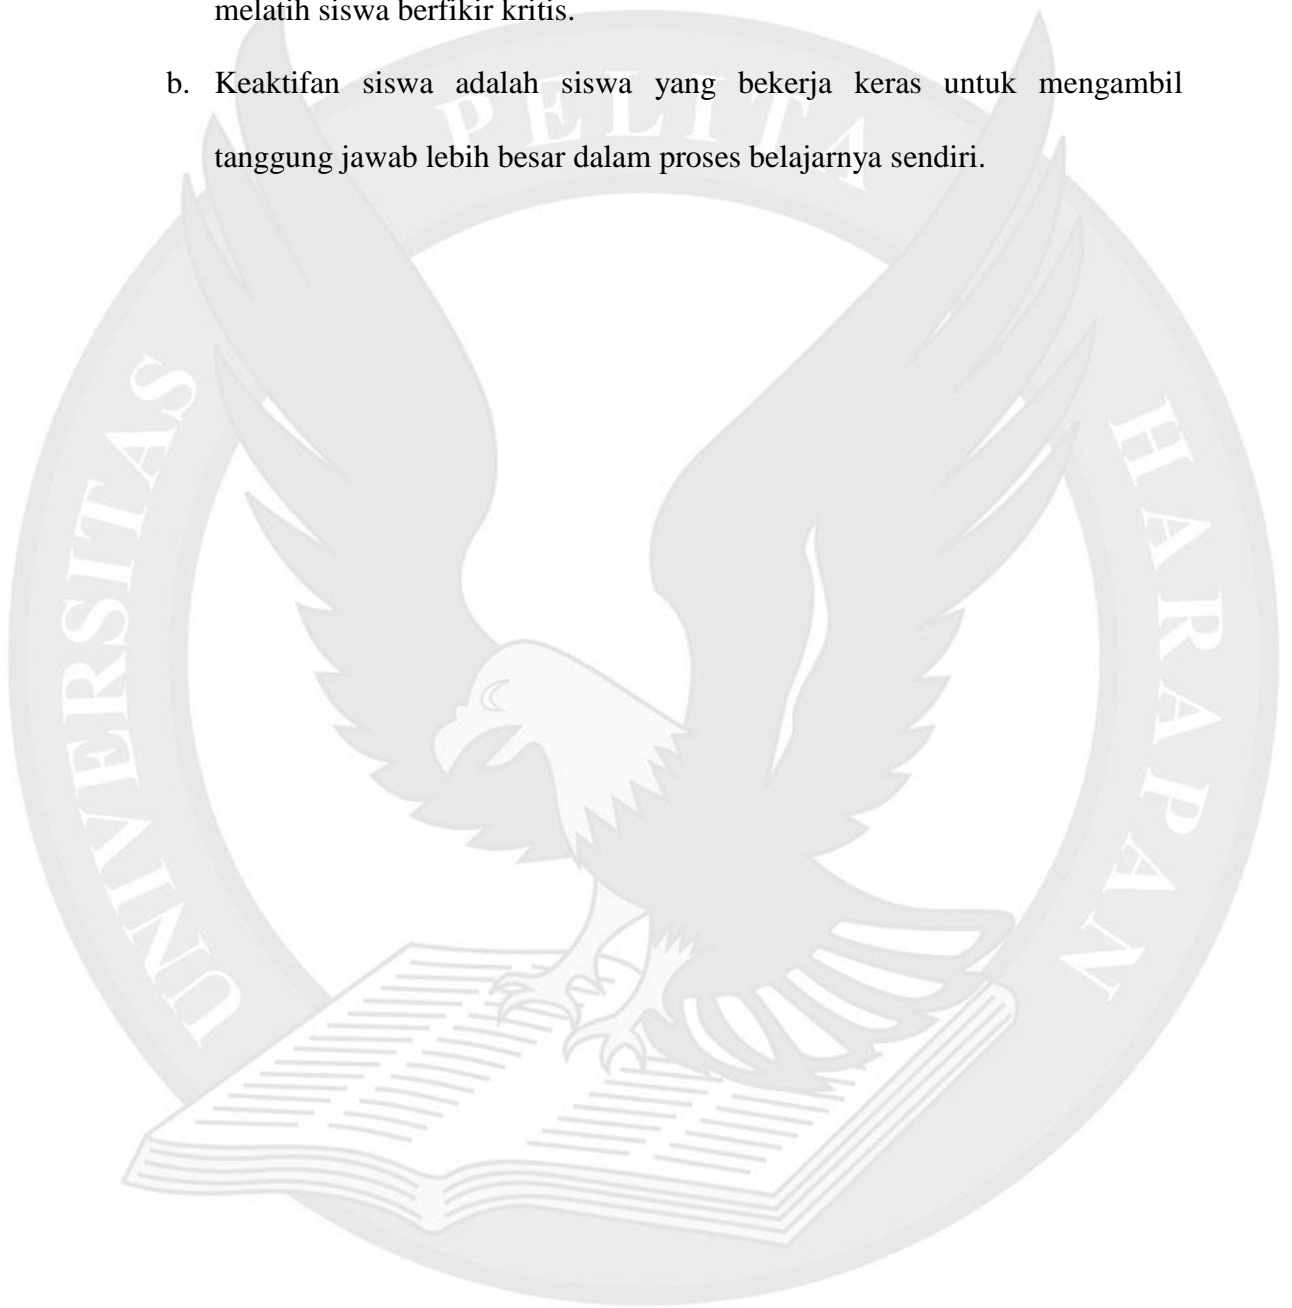 melatih siswa berfikir kritis.
b. Keaktifan siswa adalah siswa yang bekerja keras untuk mengambil
tanggung jawab lebih besar dalam proses belajarnya sendiri.
UNIVERSITAS PELITA HARAPAN